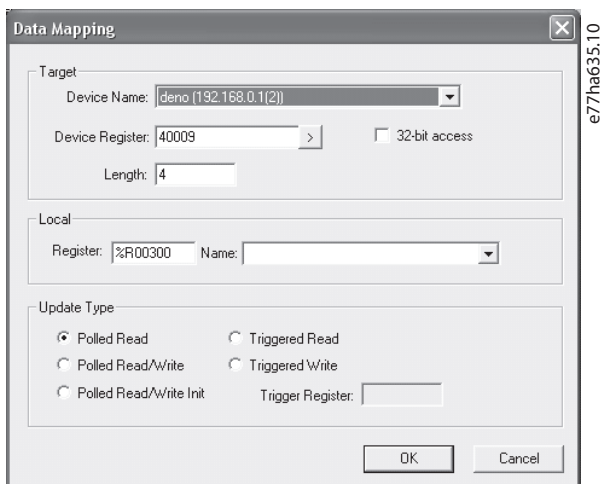 Data Mapping
Target
Device Name: deno (192.168.0.1(2))
Device Register: 40009 > 32-bit access
Length: 4
Local
Register: %R00300 Name:
Update Type
Polled Read Triggered Read
Polled Read/Write Triggered Write
Polled Read/Write Init Trigger Register:
OK Cancel
e77ha635.10